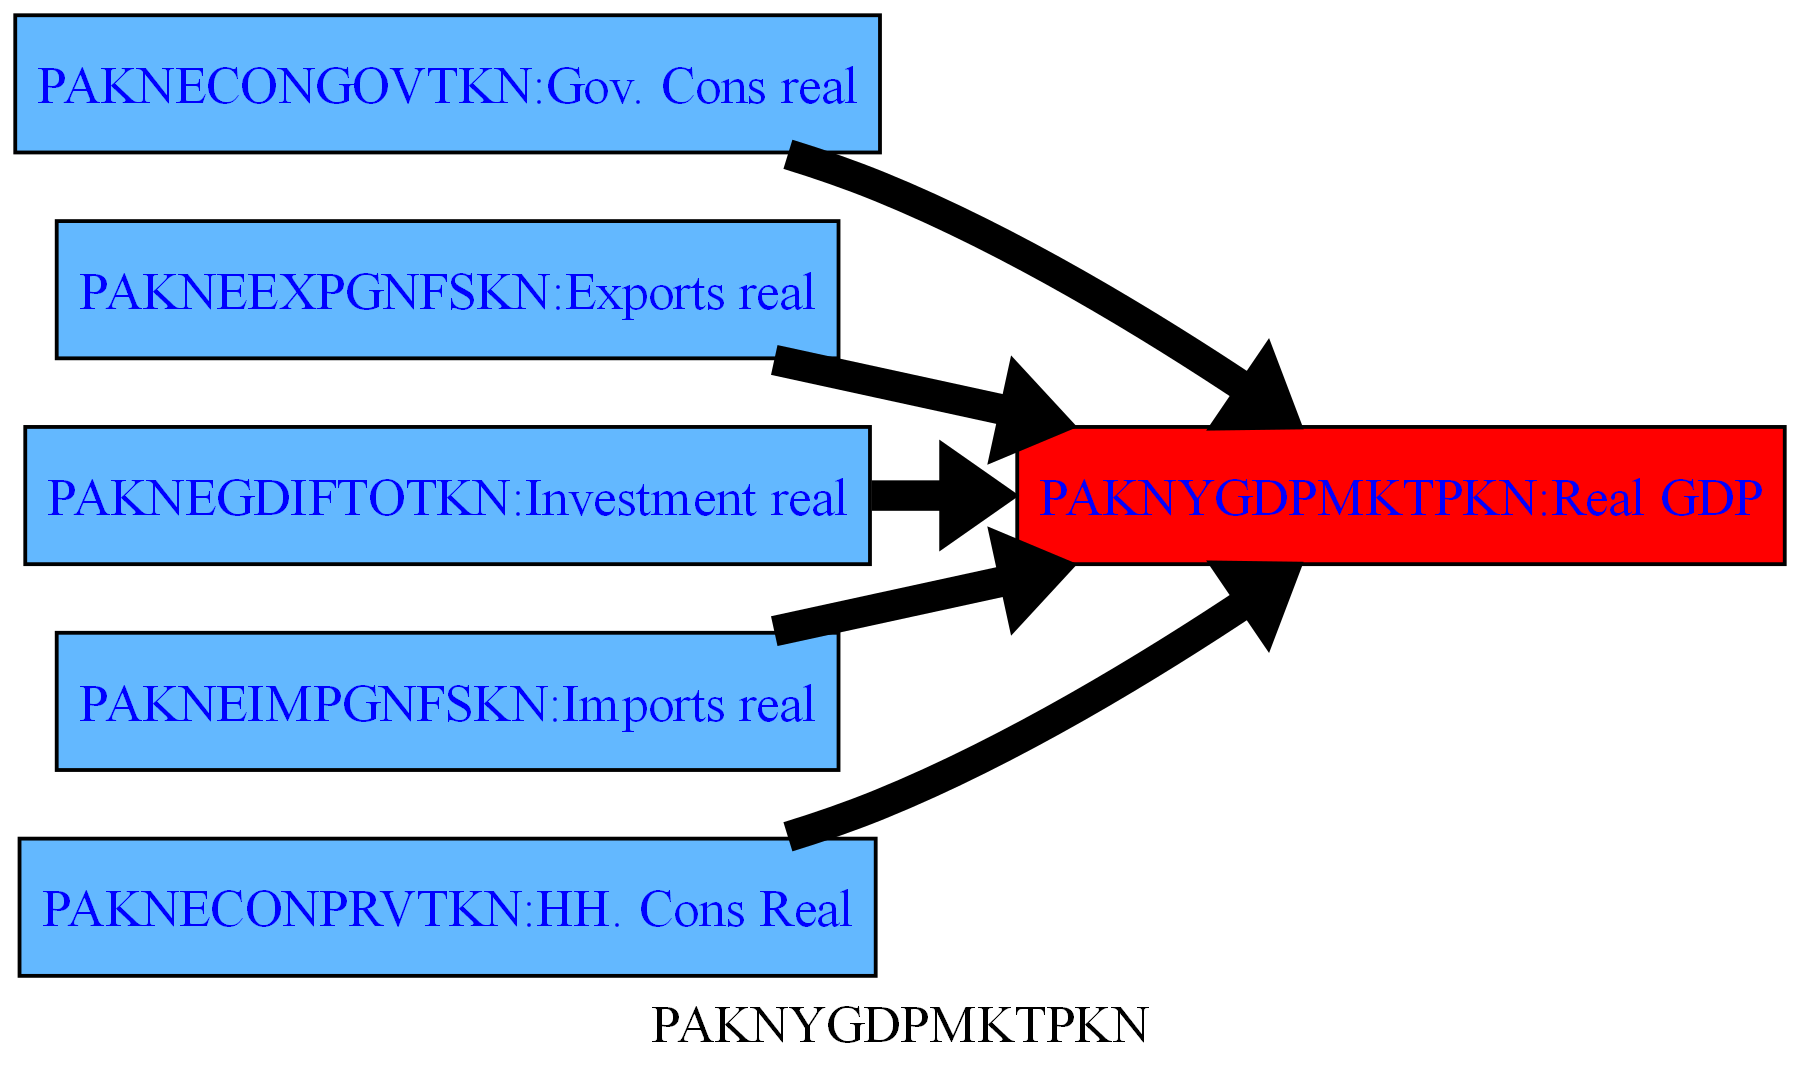 PAKNECONGOVTKN:Gov. Cons real
PAKNEEXPGNFSKN:Exports real
PAKNEGDIFTOTKN:Investment real
PAKNYGDPMKTPKN:Real GDP
PAKNEIMPGNFSKN:Imports real
PAKNECONPRVTKN:HH. Cons Real
PAKNYGDPMKTPKN